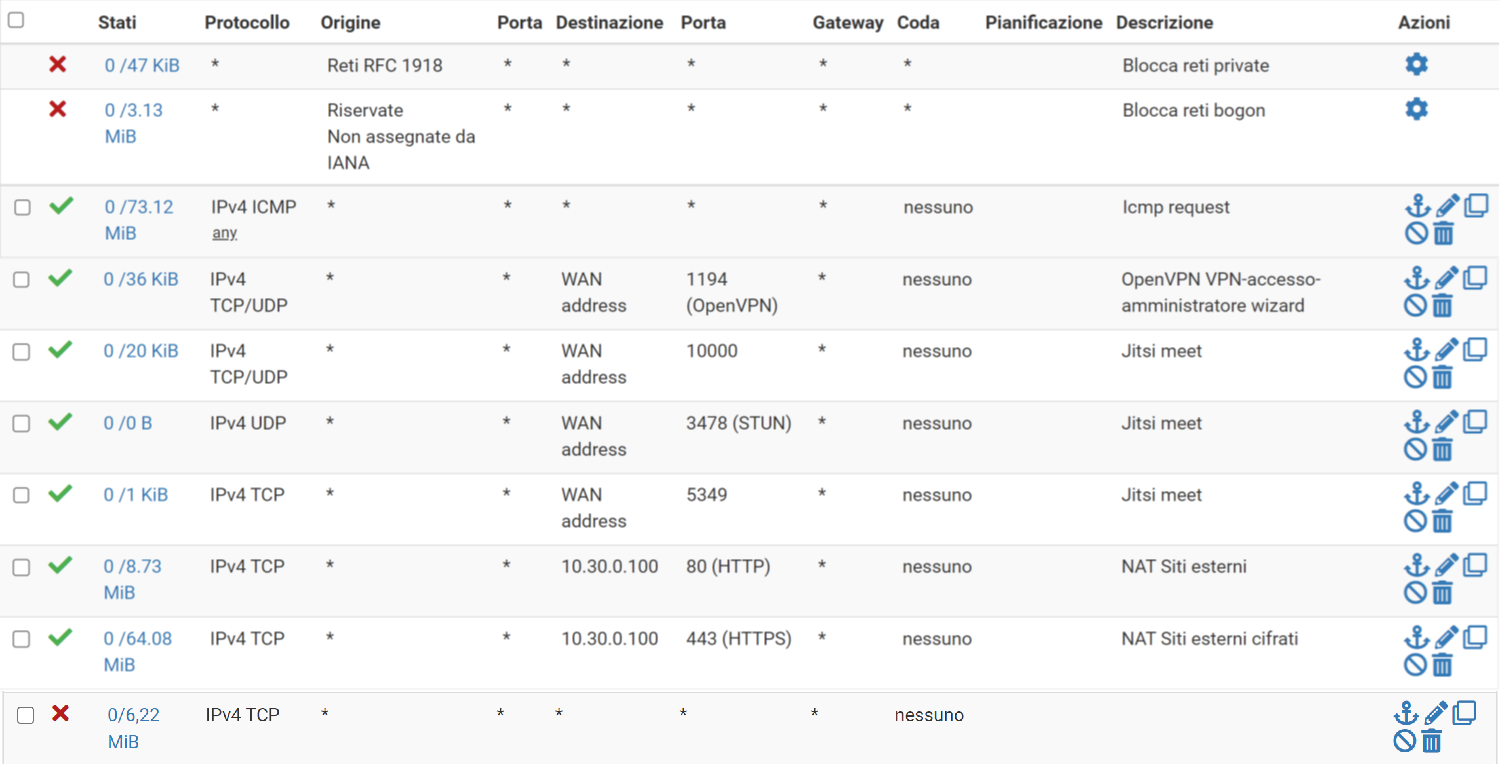 Stati Protocollo Origine Porta Destinazione Porta Gateway Coda Pianificazione Descrizione Azioni
0 /47 KiB * Reti RFC 1918 * * * * * Blocca reti private
0 /3.13 * Riservate * * * * * Blocca reti bogon
MiB Non assegnate da
IANA
0 /73.12 IPv4 ICMP * * * * * nessuno Icmp request
MiB any
0 /36 KiB IPv4 * * WAN 1194 * nessuno OpenVPN VPN-accesso-
TCP/UDP address (OpenVPN) amministratore wizard
0 /20 KiB IPv4 * * WAN 10000 * nessuno Jitsi meet
TCP/UDP address
0 /0 B IPv4 UDP * * WAN 3478 (STUN) * nessuno Jitsi meet
address
0 /1 KiB IPv4 TCP * * WAN 5349 * nessuno Jitsi meet
address
0 /8.73 IPv4 TCP * * 10.30.0.100 80 (HTTP) * nessuno NAT Siti esterni
MiB
0 /64.08 IPv4 TCP * * 10.30.0.100 443 (HTTPS) * nessuno NAT Siti esterni cifrati
MiB
0/6,22 IPv4 TCP * * * * * nessuno
MiB